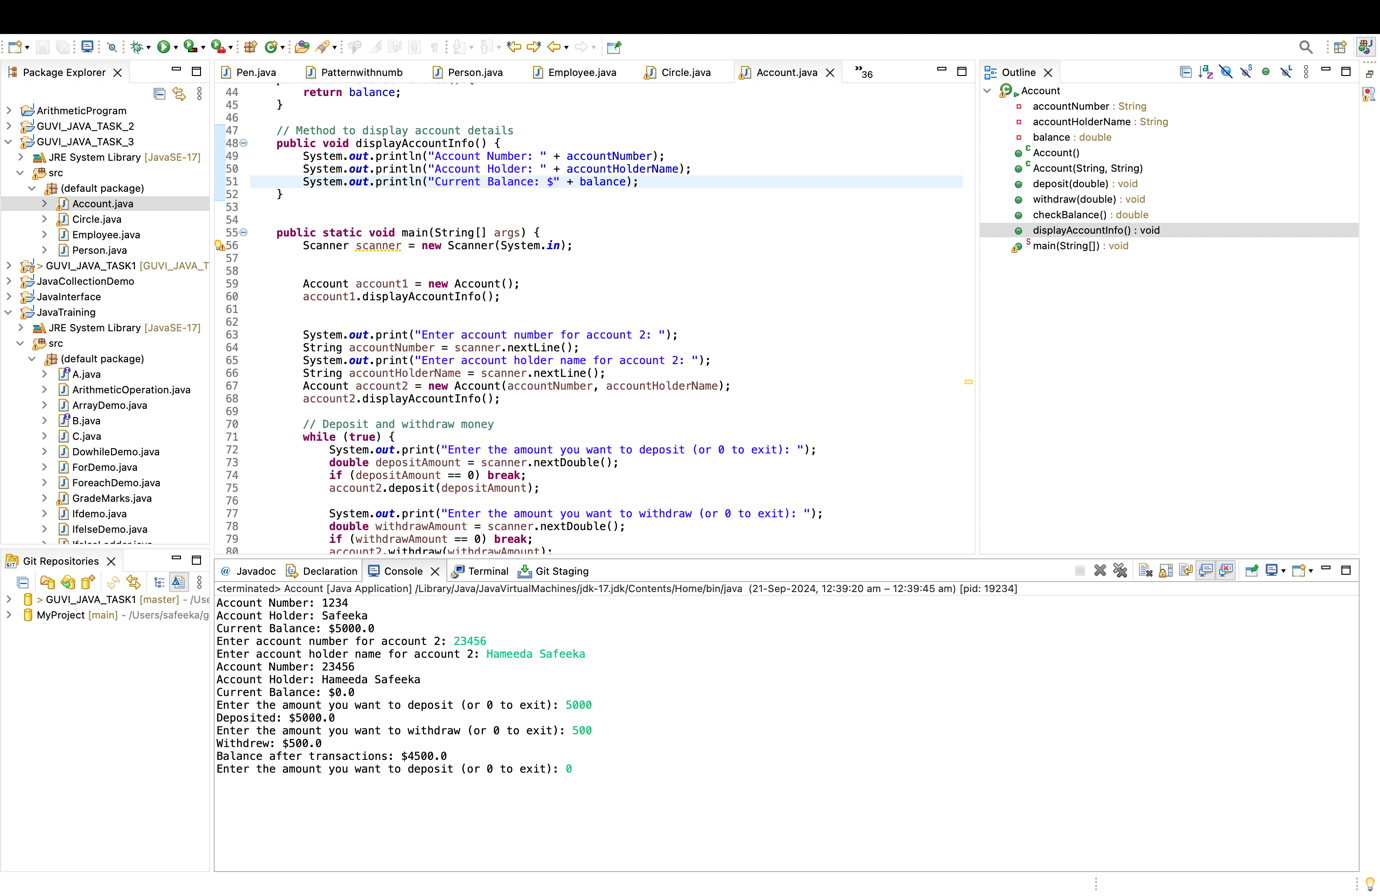 Package Explorer
ArithmeticProgram
GUVI_JAVA_TASK_2
GUVI_JAVA_TASK_3
JRE System Library [JavaSE-17]
src
(default package)
Account.java
Circle.java
Employee.java
Person.java
> GUVI_JAVA_TASK1 [GUVI_JAVA_T
JavaCollectionDemo
JavaInterface
JavaTraining
JRE System Library [JavaSE-17]
src
(default package)
A.java
ArithmeticOperation.java
ArrayDemo.java
B.java
C.java
DowhileDemo.java
ForDemo.java
ForeachDemo.java
GradeMarks.java
Ifdemo.java
IfelseDemo.java
Git Repositories
> GUVI_JAVA_TASK1 [master] - /Use
MyProject [main] - /Users/safeeka/g
Pen.java Patternwithnumb Person.java Employee.java Circle.java Account.java »36
44 return balance;
45 }
46
47 // Method to display account details
48 public void displayAccountInfo() {
49 System.out.println("Account Number: " + accountNumber);
50 System.out.println("Account Holder: " + accountHolderName);
51 System.out.println("Current Balance: $" + balance);
52 }
53
54
55 public static void main(String[] args) {
56 Scanner scanner = new Scanner(System.in);
57
58
59 Account account1 = new Account();
60 account1.displayAccountInfo();
61
62
63 System.out.print("Enter account number for account 2: ");
64 String accountNumber = scanner.nextLine();
65 System.out.print("Enter account holder name for account 2: ");
66 String accountHolderName = scanner.nextLine();
67 Account account2 = new Account(accountNumber, accountHolderName);
68 account2.displayAccountInfo();
69
70 // Deposit and withdraw money
71 while (true) {
72 System.out.print("Enter the amount you want to deposit (or 0 to exit): ");
73 double depositAmount = scanner.nextDouble();
74 if (depositAmount == 0) break;
75 account2.deposit(depositAmount);
76
77 System.out.print("Enter the amount you want to withdraw (or 0 to exit): ");
78 double withdrawAmount = scanner.nextDouble();
79 if (withdrawAmount == 0) break;
80 account2.withdraw(withdrawAmount);
Outline
Account
accountNumber : String
accountHolderName : String
balance : double
Account()
Account(String, String)
deposit(double) : void
withdraw(double) : void
checkBalance() : double
displayAccountInfo() : void
main(String[]) : void
Javadoc Declaration Console Terminal Git Staging
<terminated> Account [Java Application] /Library/Java/JavaVirtualMachines/jdk-17.jdk/Contents/Home/bin/java (21-Sep-2024, 12:39:20 am – 12:39:45 am) [pid: 19234]
Account Number: 1234
Account Holder: Safeeka
Current Balance: $5000.0
Enter account number for account 2: 23456
Enter account holder name for account 2: Hameeda Safeeka
Account Number: 23456
Account Holder: Hameeda Safeeka
Current Balance: $0.0
Enter the amount you want to deposit (or 0 to exit): 5000
Deposited: $5000.0
Enter the amount you want to withdraw (or 0 to exit): 500
Withdrew: $500.0
Balance after transactions: $4500.0
Enter the amount you want to deposit (or 0 to exit): 0